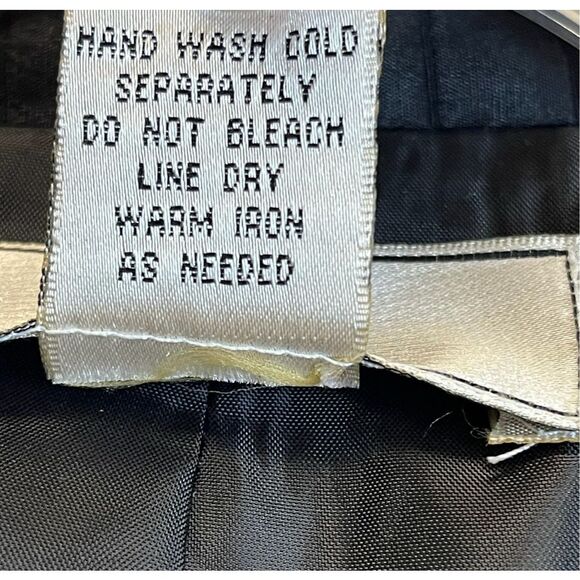 HAND WASH COLD
SEPARATELY
DO NOT BLEACH
LINE DRY
WARM IRON
AS NEEDED